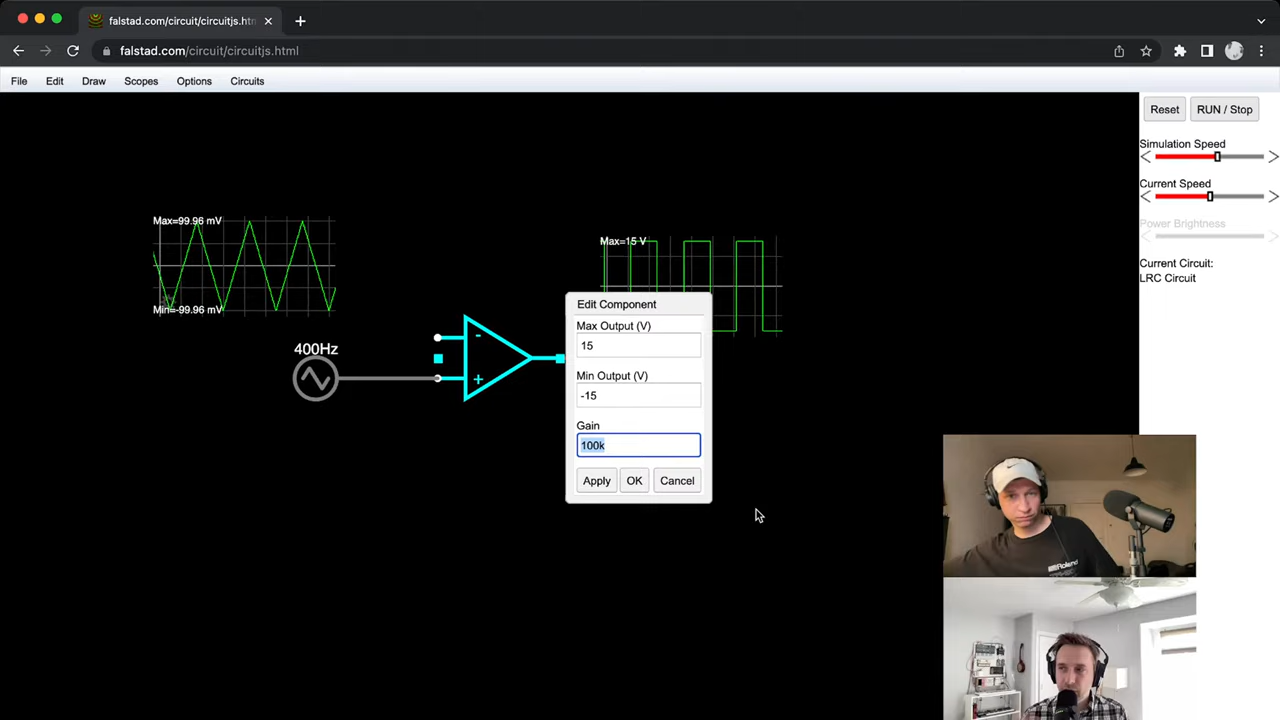 falstad.com/circuit/circuitjs.htm
falstad.com/circuit/circuitjs.html
File Edit Draw Scopes Options Circuits
Reset RUN / Stop
Simulation Speed
Current Speed
Power Brightness
Current Circuit:
LRC Circuit
Max=99.96 mV
Min=-99.96 mV
Max=15 V
400Hz
-
+
Edit Component
Max Output (V)
15
Min Output (V)
-15
Gain
100k
Apply OK Cancel
Roland